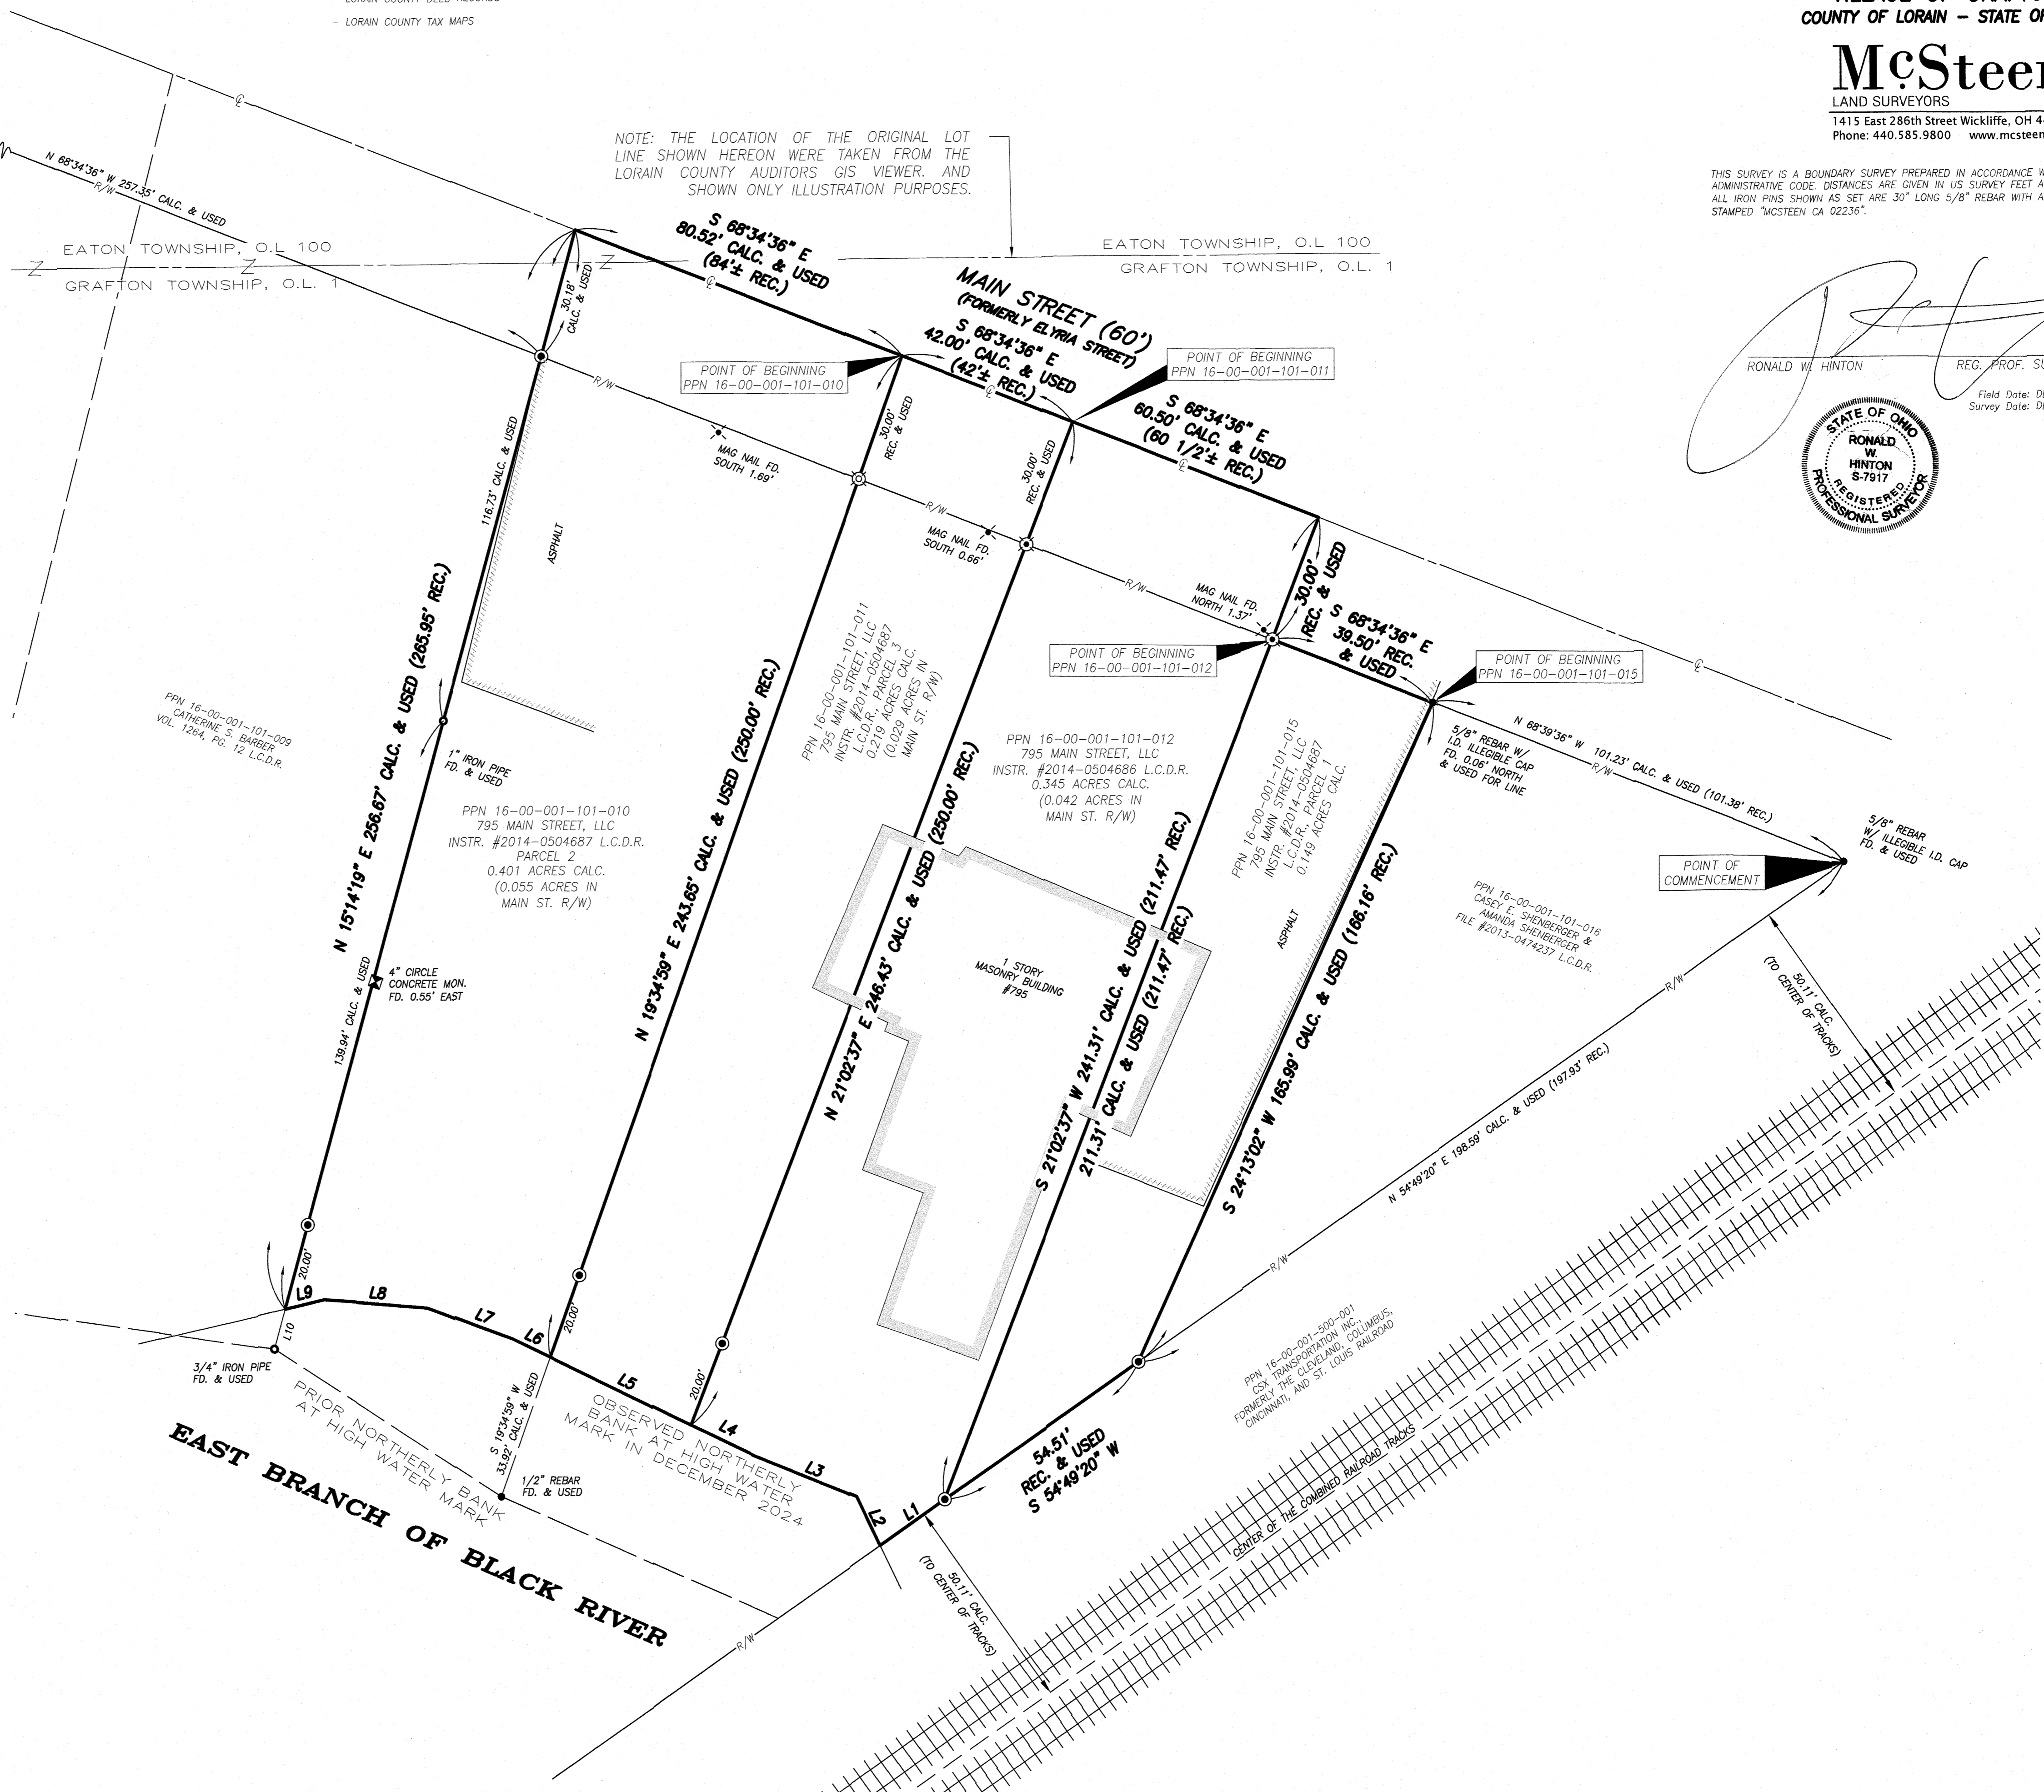 - LORAIN COUNTY TAX MAPS
COUNTY OF LORAIN - STATE
McSteen
LAND SURVEYORS
1415 East 286th Street Wickliffe, OH
Phone: 440.585.9800 www.mcsteen
THIS SURVEY IS A BOUNDARY SURVEY PREPARED IN ACCORDANCE
ADMINISTRATIVE CODE. DISTANCES ARE GIVEN IN US SURVEY FEET
ALL IRON PINS SHOWN AS SET ARE 30" LONG 5/8" REBAR WITH A
STAMPED "MCSTEEN CA 02236".
RONALD W. HINTON REG. PROF.
Field Date:
Survey Date:
STATE OF OHIO
RONALD
W.
HINTON
S-7917
REGISTERED
PROFESSIONAL SURVEYOR
NOTE: THE LOCATION OF THE ORIGINAL LOT
LINE SHOWN HEREON WERE TAKEN FROM THE
LORAIN COUNTY AUDITORS GIS VIEWER. AND
SHOWN ONLY ILLUSTRATION PURPOSES.
N 68°34'36" W 257.35' CALC. & USED
R/W
EATON TOWNSHIP, O.L 100
GRAFTON TOWNSHIP, O.L. 1
EATON TOWNSHIP, O.L 100
GRAFTON TOWNSHIP, O.L. 1
S 68°34'36" E
80.52' CALC. & USED
(84'± REC.)
MAIN STREET (60')
(FORMERLY ELYRIA STREET)
S 68°34'36" E
42.00' CALC. & USED
(42'± REC.)
S 68°34'36" E
60.50' CALC. & USED
(60 1/2'± REC.)
30.18'
CALC. & USED
POINT OF BEGINNING
PPN 16-00-001-101-010
POINT OF BEGINNING
PPN 16-00-001-101-011
R/W
30.00'
REC. & USED
30.00'
REC. & USED
MAG NAIL FD.
SOUTH 1.69'
R/W
MAG NAIL FD.
SOUTH 0.66'
R/W
MAG NAIL FD.
NORTH 1.37'
30.00'
REC. & USED
S 68°34'36" E
39.50' REC.
& USED
POINT OF BEGINNING
PPN 16-00-001-101-012
POINT OF BEGINNING
PPN 16-00-001-101-015
116.73' CALC. & USED
ASPHALT
N 15°14'19" E 256.67' CALC. & USED (265.95' REC.)
PPN 16-00-001-101-009
CATHERINE S. BARBER
VOL. 1264, PG. 12 L.C.D.R.
1" IRON PIPE
FD. & USED
PPN 16-00-001-101-010
795 MAIN STREET, LLC
INSTR. #2014-0504687 L.C.D.R.
PARCEL 2
0.401 ACRES CALC.
(0.055 ACRES IN
MAIN ST. R/W)
N 19°34'59" E 243.65' CALC. & USED (250.00' REC.)
PPN 16-00-001-101-011
795 MAIN STREET, LLC
INSTR. #2014-0504687
L.C.D.R., PARCEL 3
0.219 ACRES CALC.
(0.029 ACRES IN
MAIN ST. R/W)
N 21°02'37" E 246.43' CALC. & USED (250.00' REC.)
PPN 16-00-001-101-012
795 MAIN STREET, LLC
INSTR. #2014-0504686 L.C.D.R.
0.345 ACRES CALC.
(0.042 ACRES IN
MAIN ST. R/W)
S 21°02'37" W 241.31' CALC. & USED (211.47' REC.)
211.31' CALC. & USED (211.47' REC.)
PPN 16-00-001-101-015
795 MAIN STREET, LLC
INSTR. #2014-0504687
L.C.D.R., PARCEL 1
0.149 ACRES CALC.
ASPHALT
S 24°13'02" W 165.99' CALC. & USED (166.16' REC.)
5/8" REBAR W/
I.D. ILLEGIBLE CAP
FD. 0.06' NORTH
& USED FOR LINE
N 68°39'36" W 101.23' CALC. & USED (101.38' REC.)
R/W
5/8" REBAR
W/ ILLEGIBLE I.D. CAP
FD. & USED
POINT OF
COMMENCEMENT
PPN 16-00-001-101-016
CASEY E. SHENBERGER &
AMANDA SHENBERGER
FILE #2013-0474237 L.C.D.R.
R/W
50.11' CALC.
(TO CENTER OF TRACKS)
1 STORY
MASONRY BUILDING
#795
4" CIRCLE
CONCRETE MON.
FD. 0.55' EAST
139.94' CALC. & USED
N 54°49'20" E 198.59' CALC. & USED (197.93' REC.)
R/W
20.00'
20.00'
20.00'
L9
L8
L7
L6
L5
L4
L3
L2
L1
L10
3/4" IRON PIPE
FD. & USED
PRIOR NORTHERLY BANK
AT HIGH WATER MARK
S 19°34'59" W
33.92' CALC. & USED
1/2" REBAR
FD. & USED
OBSERVED NORTHERLY
BANK AT HIGH WATER
MARK IN DECEMBER 2024
54.51'
REC. & USED
S 54°49'20" W
PPN 16-00-001-500-001
CSX TRANSPORTATION INC.,
FORMERLY THE CLEVELAND, COLUMBUS,
CINCINNATI, AND ST. LOUIS RAILROAD
CENTER OF THE COMBINED RAILROAD TRACKS
50.11' CALC.
(TO CENTER OF TRACKS)
R/W
EAST BRANCH OF BLACK RIVER